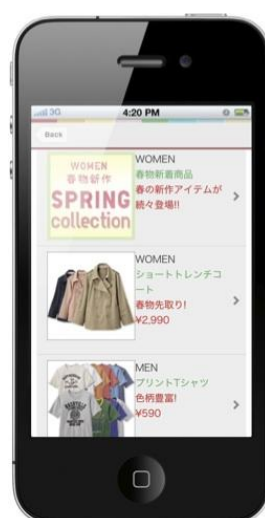 3G 4:20 PM
Back
WOMEN
春物新作
SPRING
collection
WOMEN
春物新着商品
春の新作アイテムが
続々登場!!
WOMEN
ショートトレンチコ
ート
春物先取り!
¥2,990
MEN
プリントTシャツ
色柄豊富!
¥590